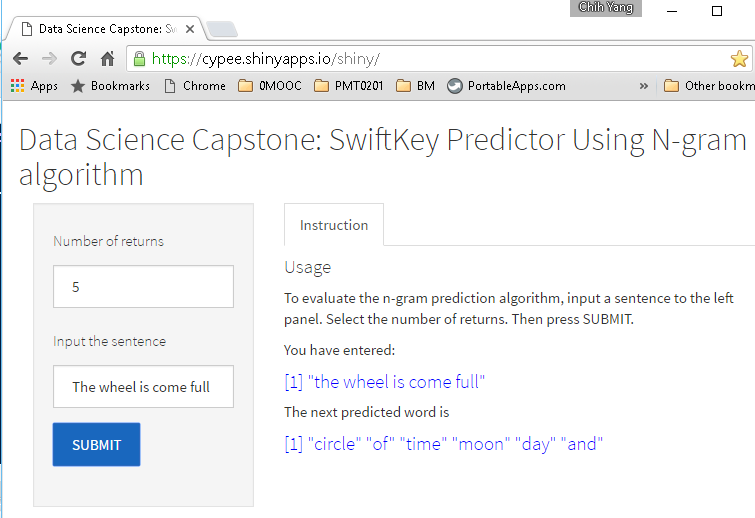 Chih Yang
Data Science Capstone: Sw
https://cypee.shinyapps.io/shiny/
Apps Bookmarks Chrome 0MOOC PMT0201 BM PortableApps.com » Other bookm
Data Science Capstone: SwiftKey Predictor Using N-gram
algorithm
Number of returns
5
Input the sentence
The wheel is come full
SUBMIT
Instruction
Usage
To evaluate the n-gram prediction algorithm, input a sentence to the left
panel. Select the number of returns. Then press SUBMIT.
You have entered:
[1] "the wheel is come full"
The next predicted word is
[1] "circle" "of" "time" "moon" "day" "and"